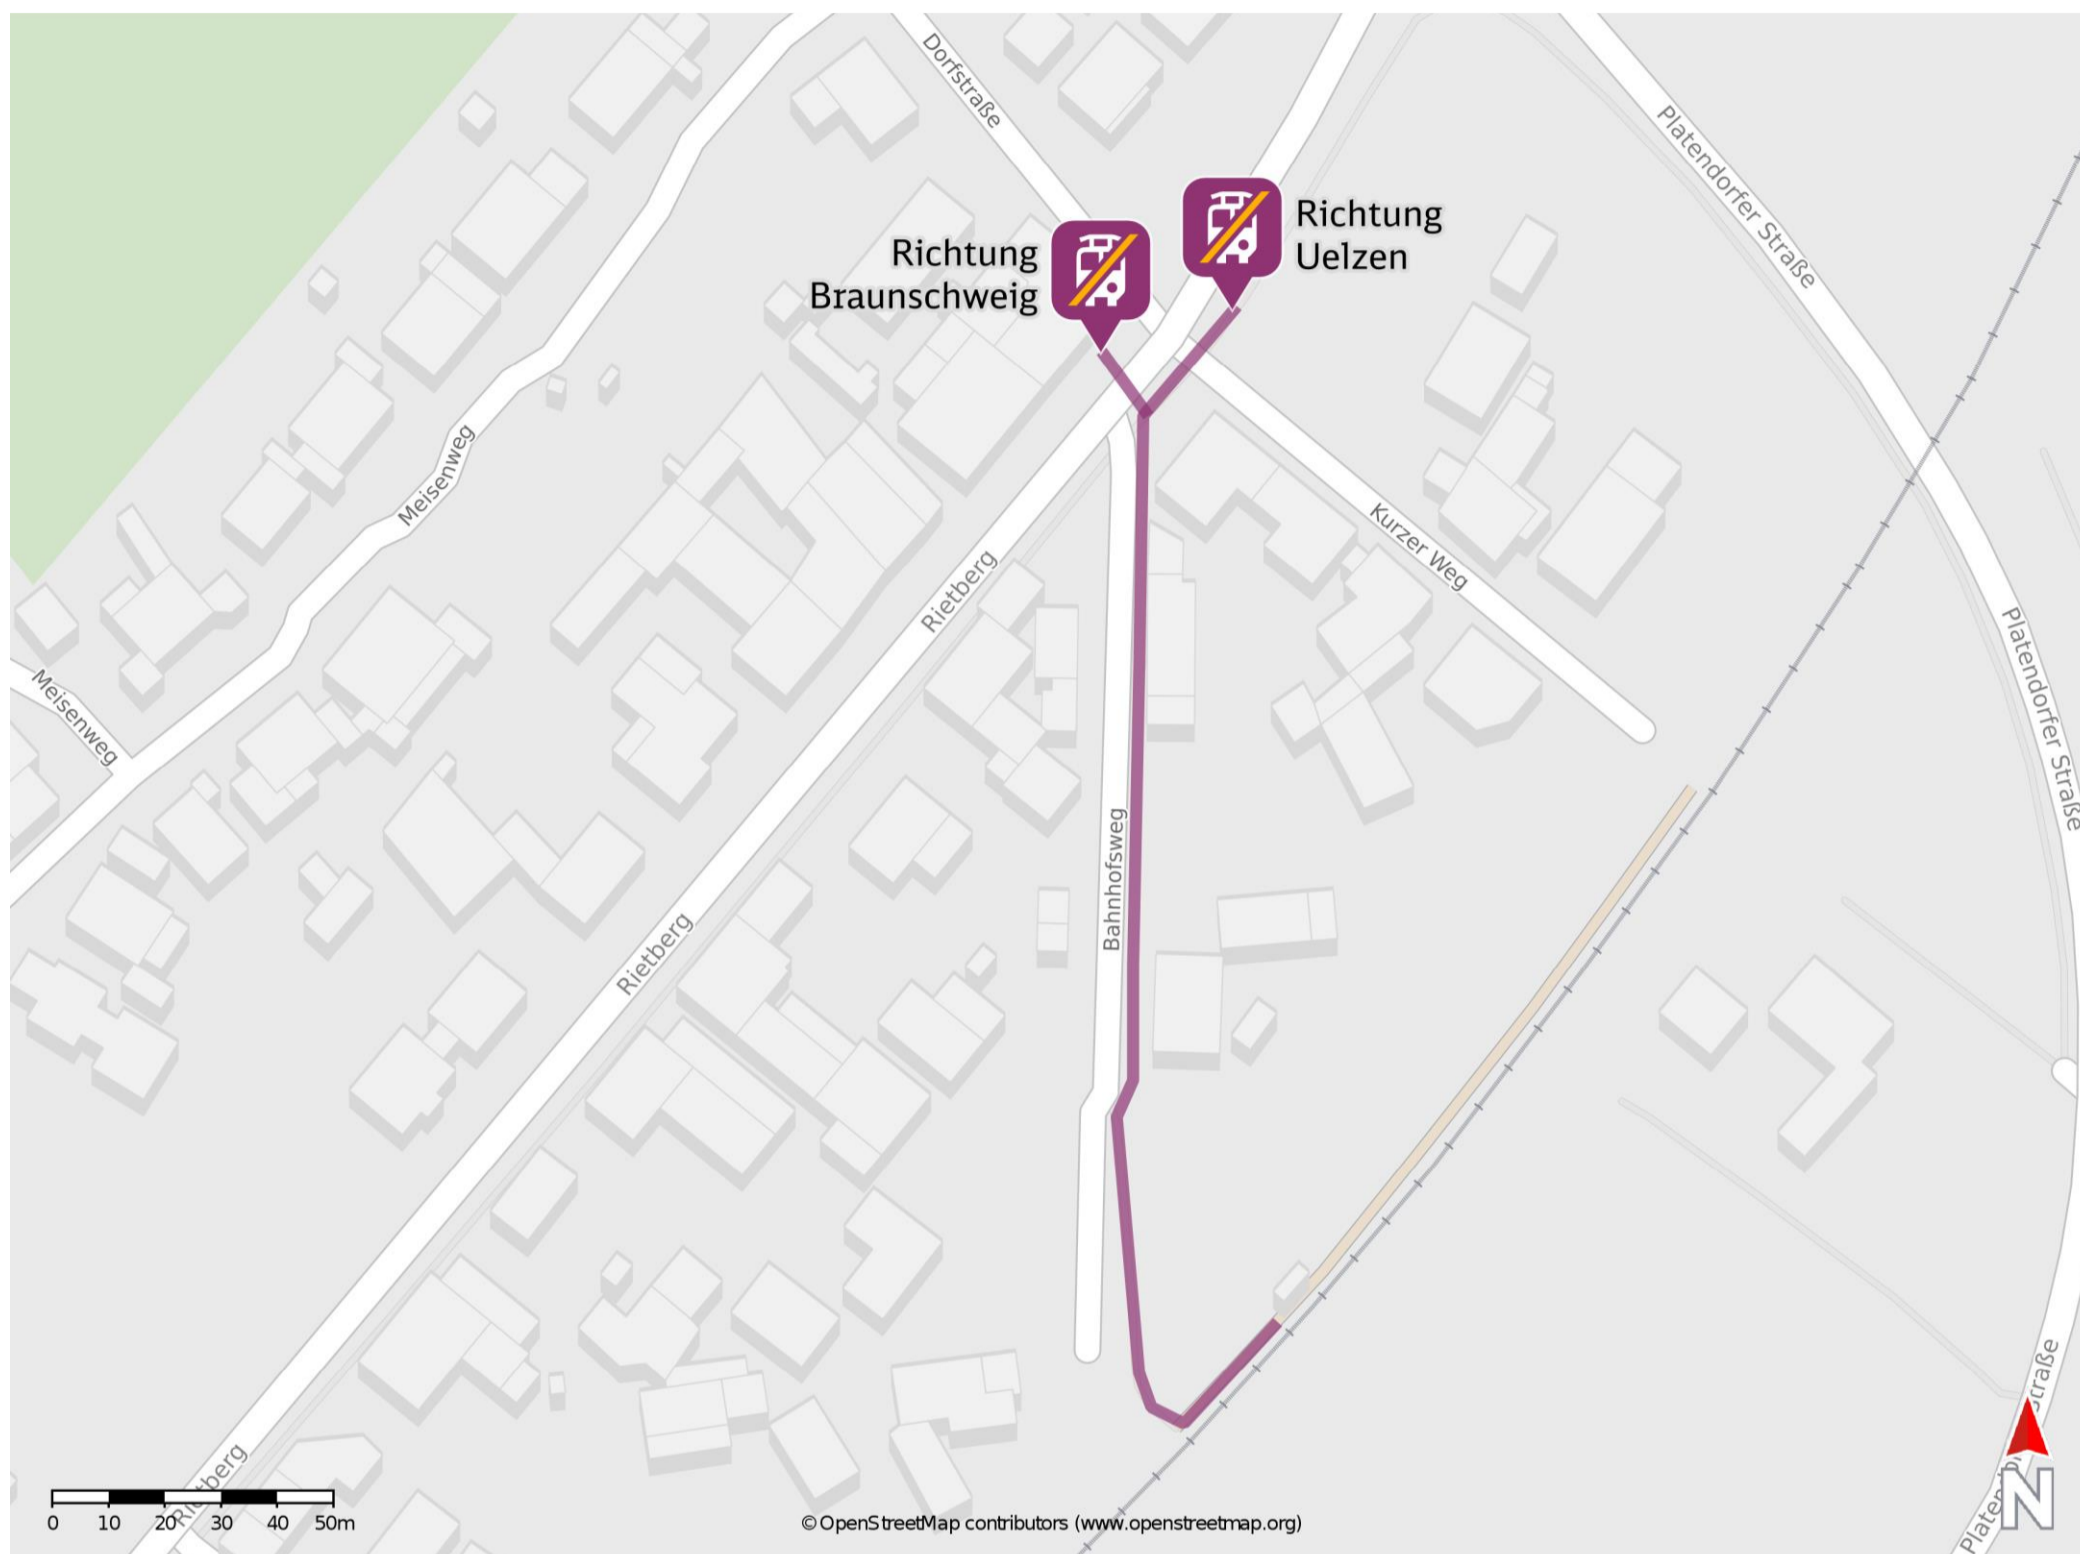 Dorfstraße
Platendorfer Straße
Richtung
Uelzen
Richtung
Braunschweig
Meisenweg
Kurzer Weg
Rietberg
Meisenweg
Platendorfer Straße
Bahnhofsweg
Rietberg
Rietberg
0 10 20 30 40 50m
©OpenStreetMap contributors (www.openstreetmap.org)
N